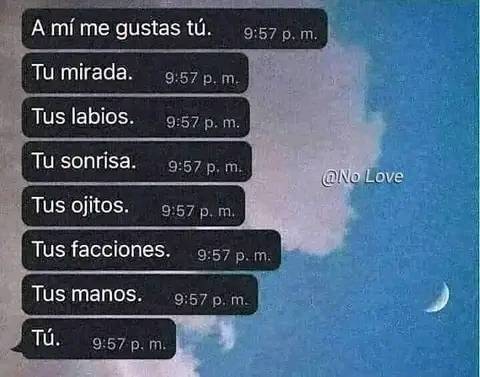 A mí me gustas tú. 9:57 p. m.
Tu mirada. 9:57 p. m.
Tus labios. 9:57 p. m.
Tu sonrisa. 9:57 p. m.
@No Love
Tus ojitos. 9:57 p. m.
Tus facciones. 9:57 p. m.
Tus manos. 9:57 p. m.
Tú. 9:57 p. m.